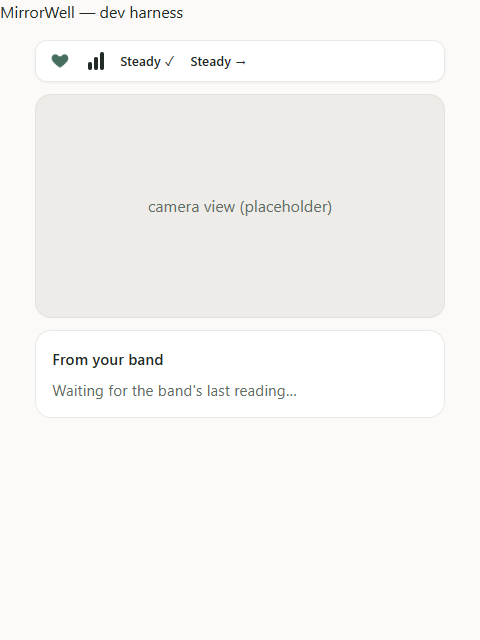 MirrorWell — dev harness
Steady ✓ Steady →
camera view (placeholder)
From your band
Waiting for the band's last reading...